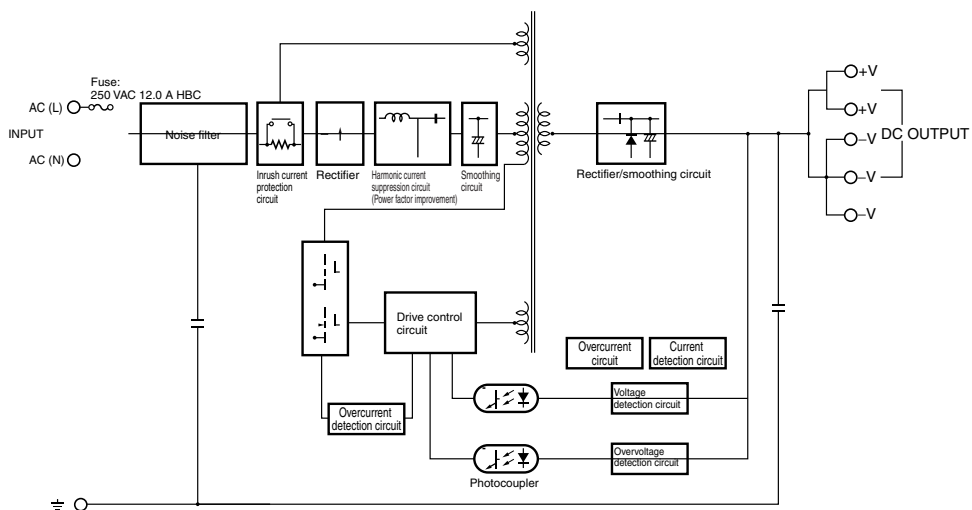 Fuse:
250 VAC 12.0 A HBC
AC (L)
INPUT
AC (N)
Noise filter
Inrush current
protection
circuit
Rectifier
Harmonic current
suppression circuit
(Power factor improvement)
Smoothing
circuit
Rectifier/smoothing circuit
+V
+V
–V
–V
–V
DC OUTPUT
Drive control
circuit
Overcurrent
detection circuit
Overcurrent
circuit
Current
detection circuit
Voltage
detection circuit
Overvoltage
detection circuit
Photocoupler